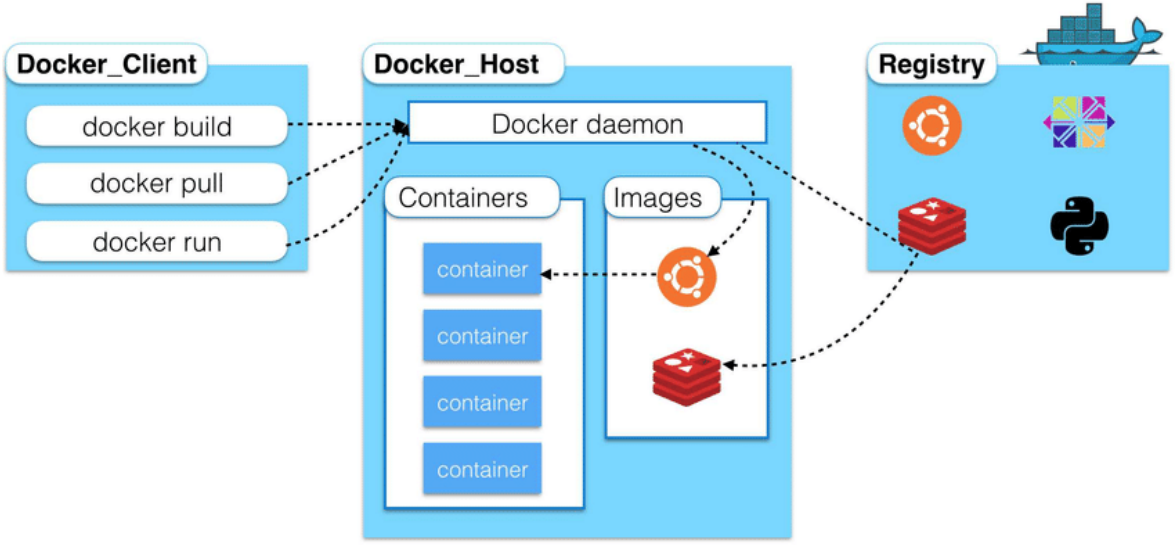 Docker_Client
docker build
docker pull
docker run
Docker_Host
Docker daemon
Containers
container
container
container
container
Images
Registry